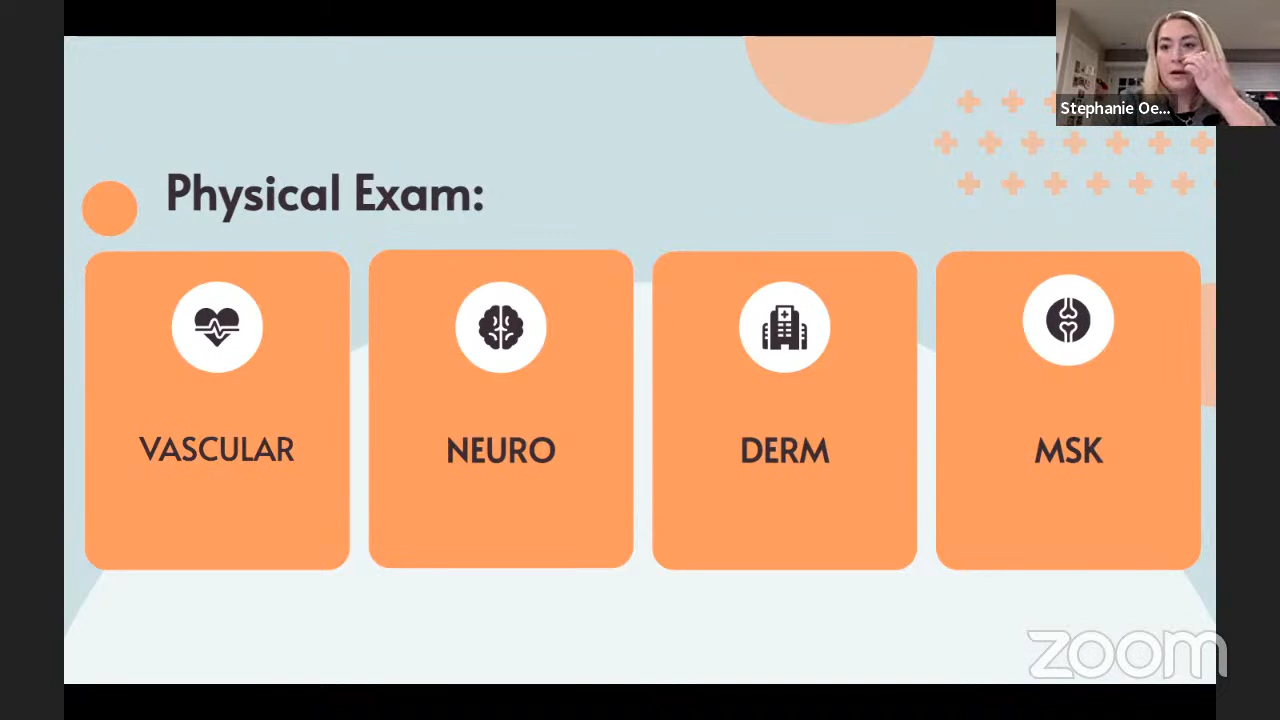 Stephanie Oe...
Physical Exam:
VASCULAR
NEURO
DERM
MSK
zoom